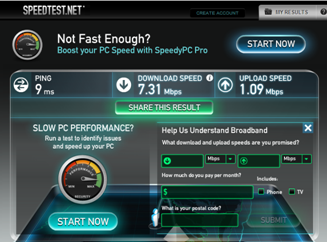 SPEEDTEST.NET
CREATE ACCOUNT
MY RESULTS
Not Fast Enough?
Boost your PC Speed with SpeedyPC Pro
START NOW
PING
9 ms
DOWNLOAD SPEED
7.31 Mbps
UPLOAD SPEED
1.09 Mbps
SHARE THIS RESULT
SLOW PC PERFORMANCE?
Run a test to identify issues
and speed up your PC
START NOW
Help Us Understand Broadband
What download and upload speeds are you promised?
Mbps
Mbps
How much do you pay per month?
Includes:
$
Phone
TV
What is your postal code?
SUBMIT